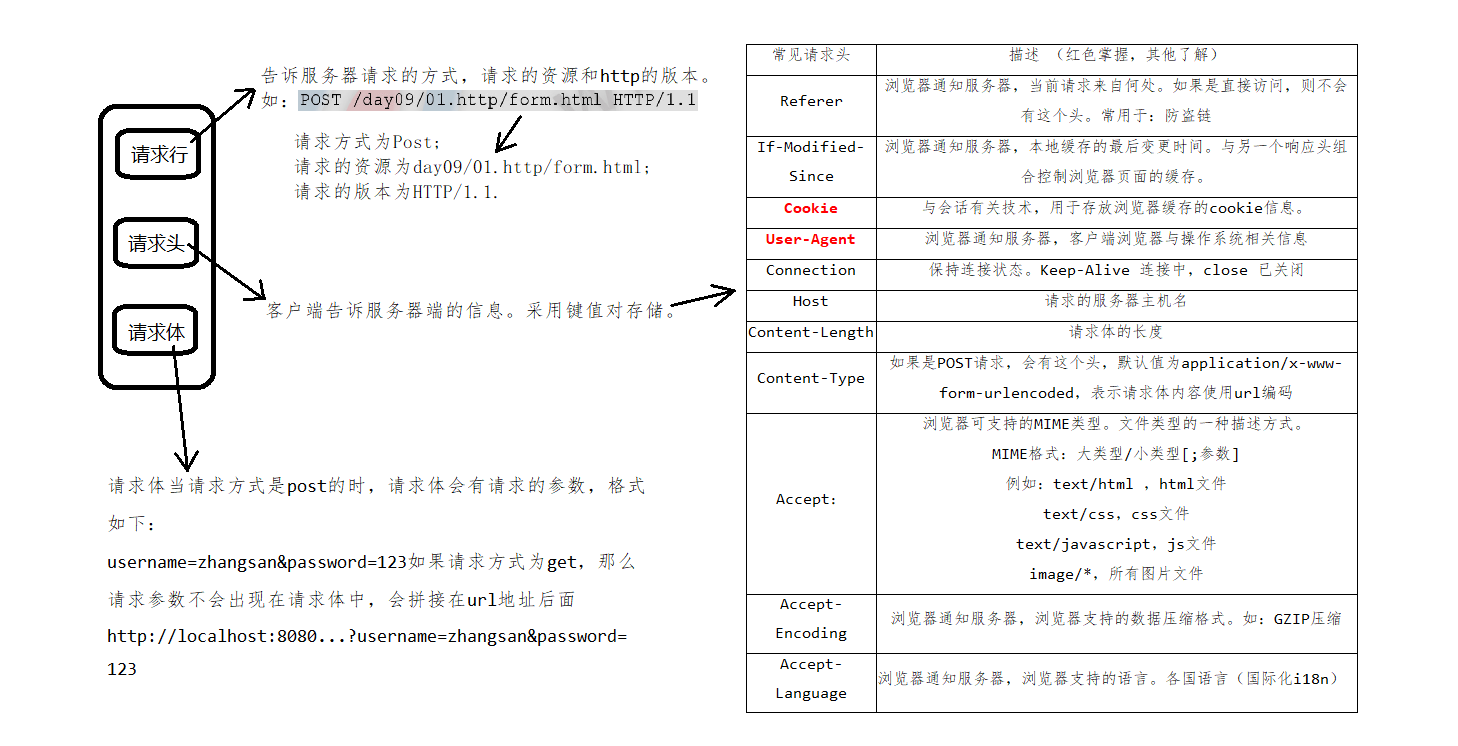 告诉服务器请求的方式，请求的资源和http的版本。
如：POST /day09/01.http/form.html HTTP/1.1
请求方式为Post;
请求的资源为day09/01.http/form.html;
请求的版本为HTTP/1.1.
请求行
请求头
请求体
客户端告诉服务器端的信息。采用键值对存储。
请求体当请求方式是post的时，请求体会有请求的参数，格式
如下：
username=zhangsan&password=123如果请求方式为get，那么
请求参数不会出现在请求体中，会拼接在url地址后面
http://localhost:8080...?username=zhangsan&password=
123
常见请求头 描述 （红色掌握，其他了解）
Referer
浏览器通知服务器，当前请求来自何处。如果是直接访问，则不会
有这个头。常用于：防盗链
If-Modified-
Since
浏览器通知服务器，本地缓存的最后变更时间。与另一个响应头组
合控制浏览器页面的缓存。
Cookie 与会话有关技术，用于存放浏览器缓存的cookie信息。
User-Agent 浏览器通知服务器，客户端浏览器与操作系统相关信息
Connection 保持连接状态。Keep-Alive 连接中，close 已关闭
Host 请求的服务器主机名
Content-Length 请求体的长度
Content-Type
如果是POST请求，会有这个头，默认值为application/x-www-
form-urlencoded，表示请求体内容使用url编码
Accept：
浏览器可支持的MIME类型。文件类型的一种描述方式。
MIME格式：大类型/小类型[;参数]
例如：text/html ，html文件
text/css，css文件
text/javascript，js文件
image/*，所有图片文件
Accept-
Encoding
浏览器通知服务器，浏览器支持的数据压缩格式。如：GZIP压缩
Accept-
Language
浏览器通知服务器，浏览器支持的语言。各国语言（国际化i18n）